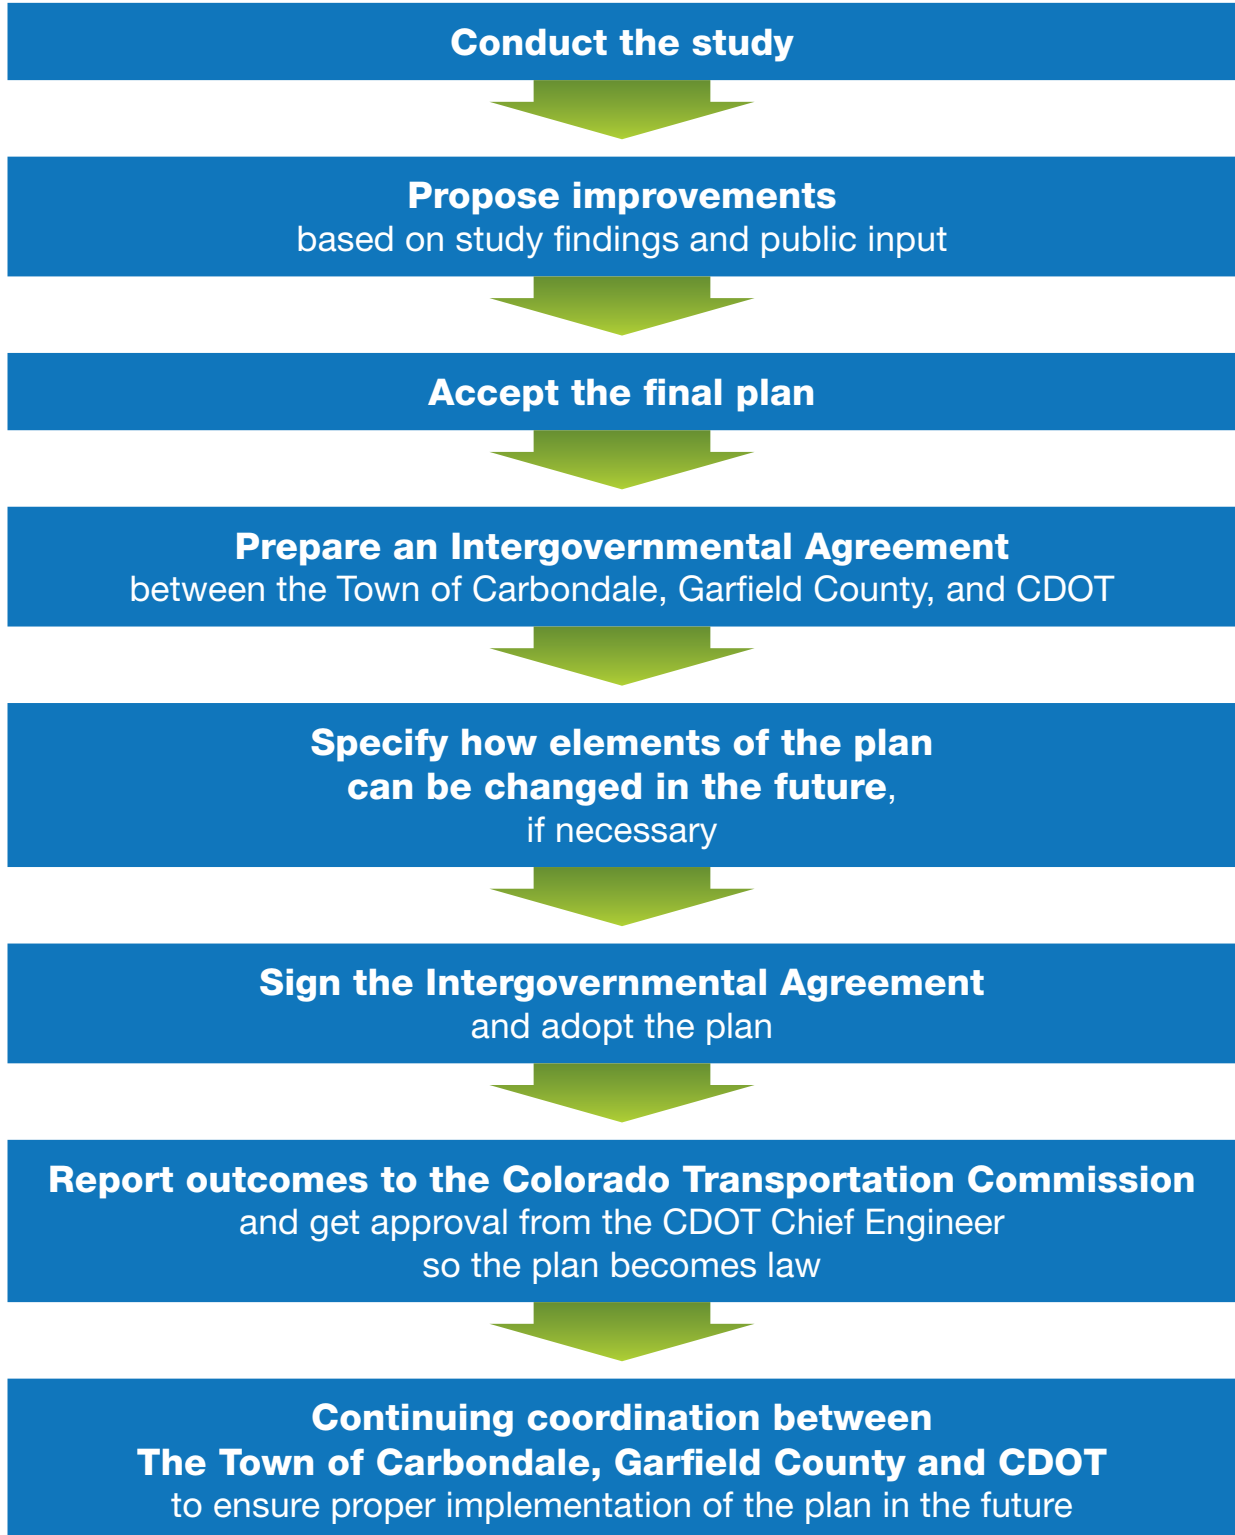 Conduct the study
Propose improvements
based on study findings and public input
Accept the final plan
Prepare an Intergovernmental Agreement
between the Town of Carbondale, Garfield County, and CDOT
Specify how elements of the plan
can be changed in the future,
if necessary
Sign the Intergovernmental Agreement
and adopt the plan
Report outcomes to the Colorado Transportation Commission
and get approval from the CDOT Chief Engineer
so the plan becomes law
Continuing coordination between
The Town of Carbondale, Garfield County and CDOT
to ensure proper implementation of the plan in the future